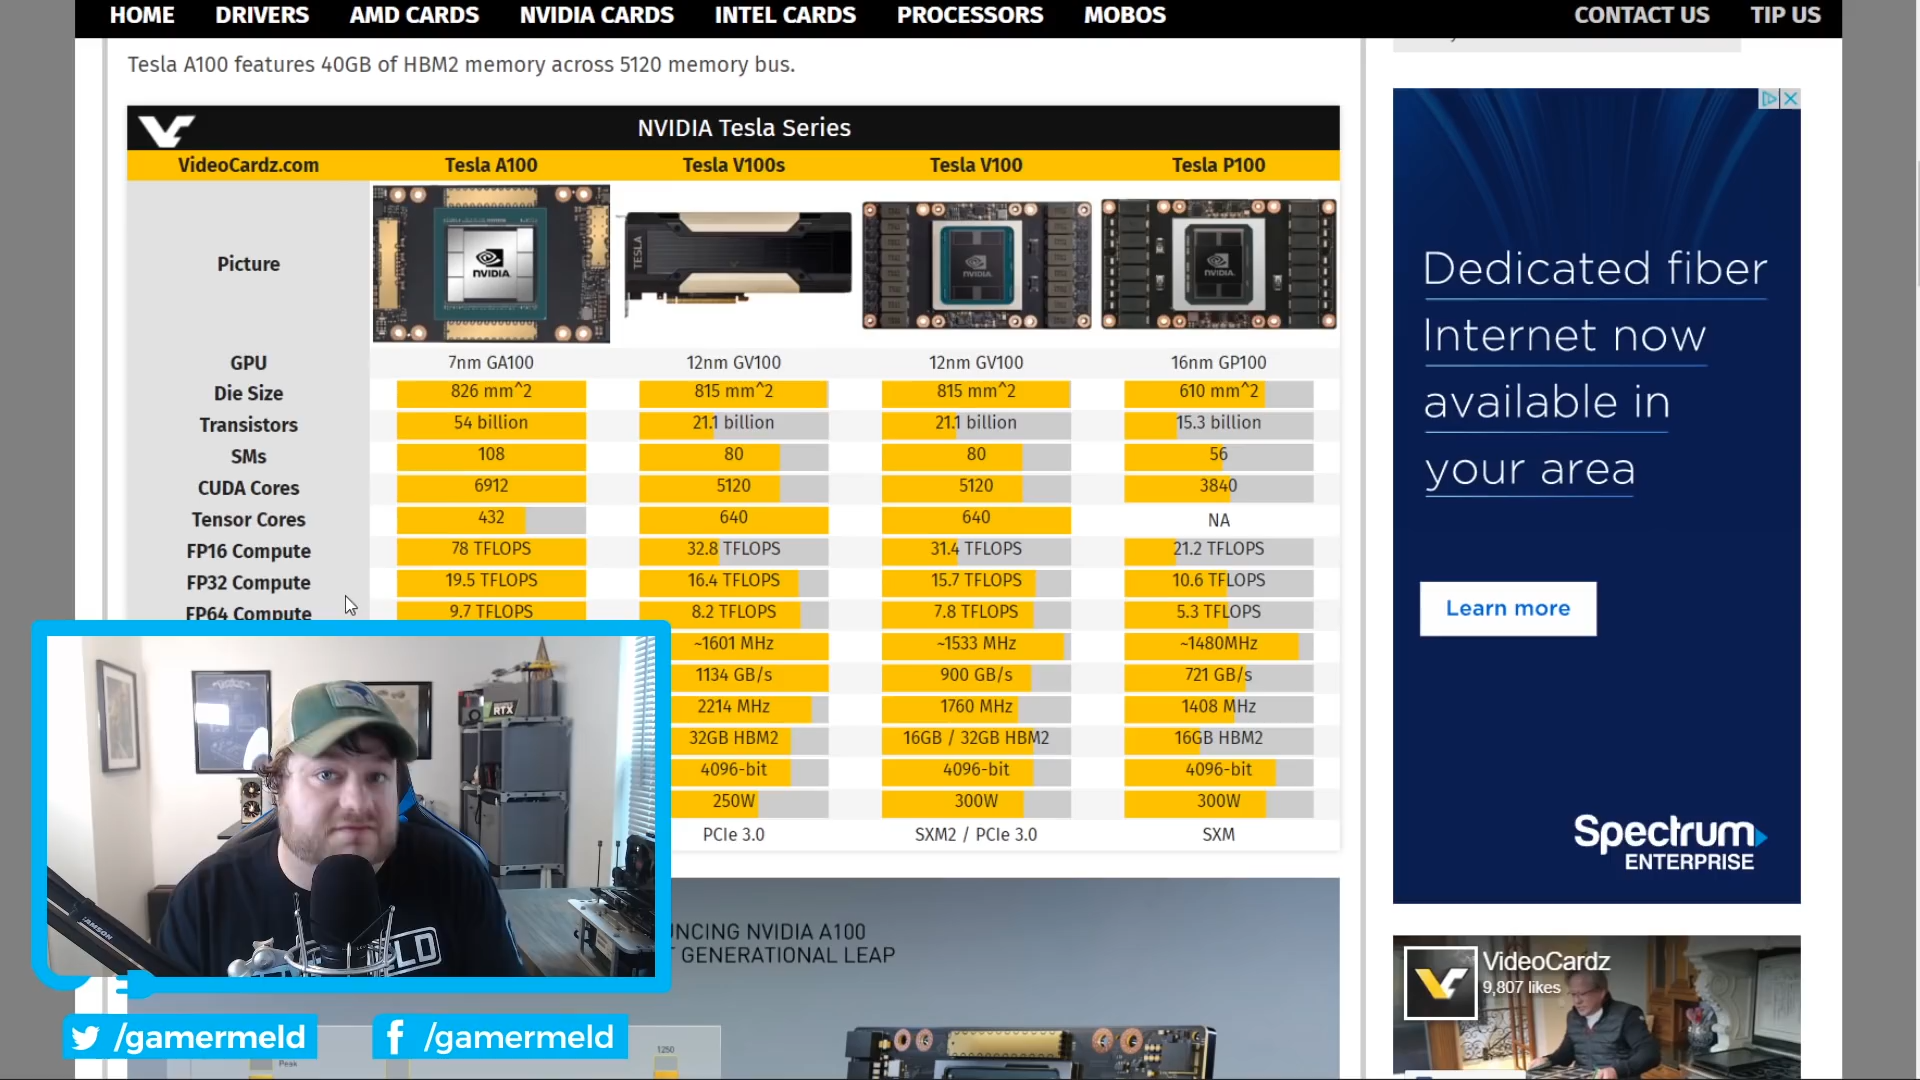 HOME DRIVERS AMD CARDS NVIDIA CARDS INTEL CARDS PROCESSORS MOBOS CONTACT US TIP US
Tesla A100 features 40GB of HBM2 memory across 5120 memory bus.
NVIDIA Tesla Series
VideoCardz.com Tesla A100 Tesla V100s Tesla V100 Tesla P100
Picture
NVIDIA
TESLA
NVIDIA
NVIDIA
GPU 7nm GA100 12nm GV100 12nm GV100 16nm GP100
Die Size 826 mm^2 815 mm^2 815 mm^2 610 mm^2
Transistors 54 billion 21.1 billion 21.1 billion 15.3 billion
SMs 108 80 80 56
CUDA Cores 6912 5120 5120 3840
Tensor Cores 432 640 640 NA
FP16 Compute 78 TFLOPS 32.8 TFLOPS 31.4 TFLOPS 21.2 TFLOPS
FP32 Compute 19.5 TFLOPS 16.4 TFLOPS 15.7 TFLOPS 10.6 TFLOPS
FP64 Compute 9.7 TFLOPS 8.2 TFLOPS 7.8 TFLOPS 5.3 TFLOPS
~1601 MHz ~1533 MHz ~1480MHz
1134 GB/s 900 GB/s 721 GB/s
2214 MHz 1760 MHz 1408 MHz
32GB HBM2 16GB / 32GB HBM2 16GB HBM2
4096-bit 4096-bit 4096-bit
250W 300W 300W
PCIe 3.0 SXM2 / PCIe 3.0 SXM
RTX
SAMSON
UNCING NVIDIA A100
T GENERATIONAL LEAP
/gamermeld /gamermeld
Peak
1250
Dedicated fiber
Internet now
available in
your area
Learn more
Spectrum
ENTERPRISE
VideoCardz
9,807 likes